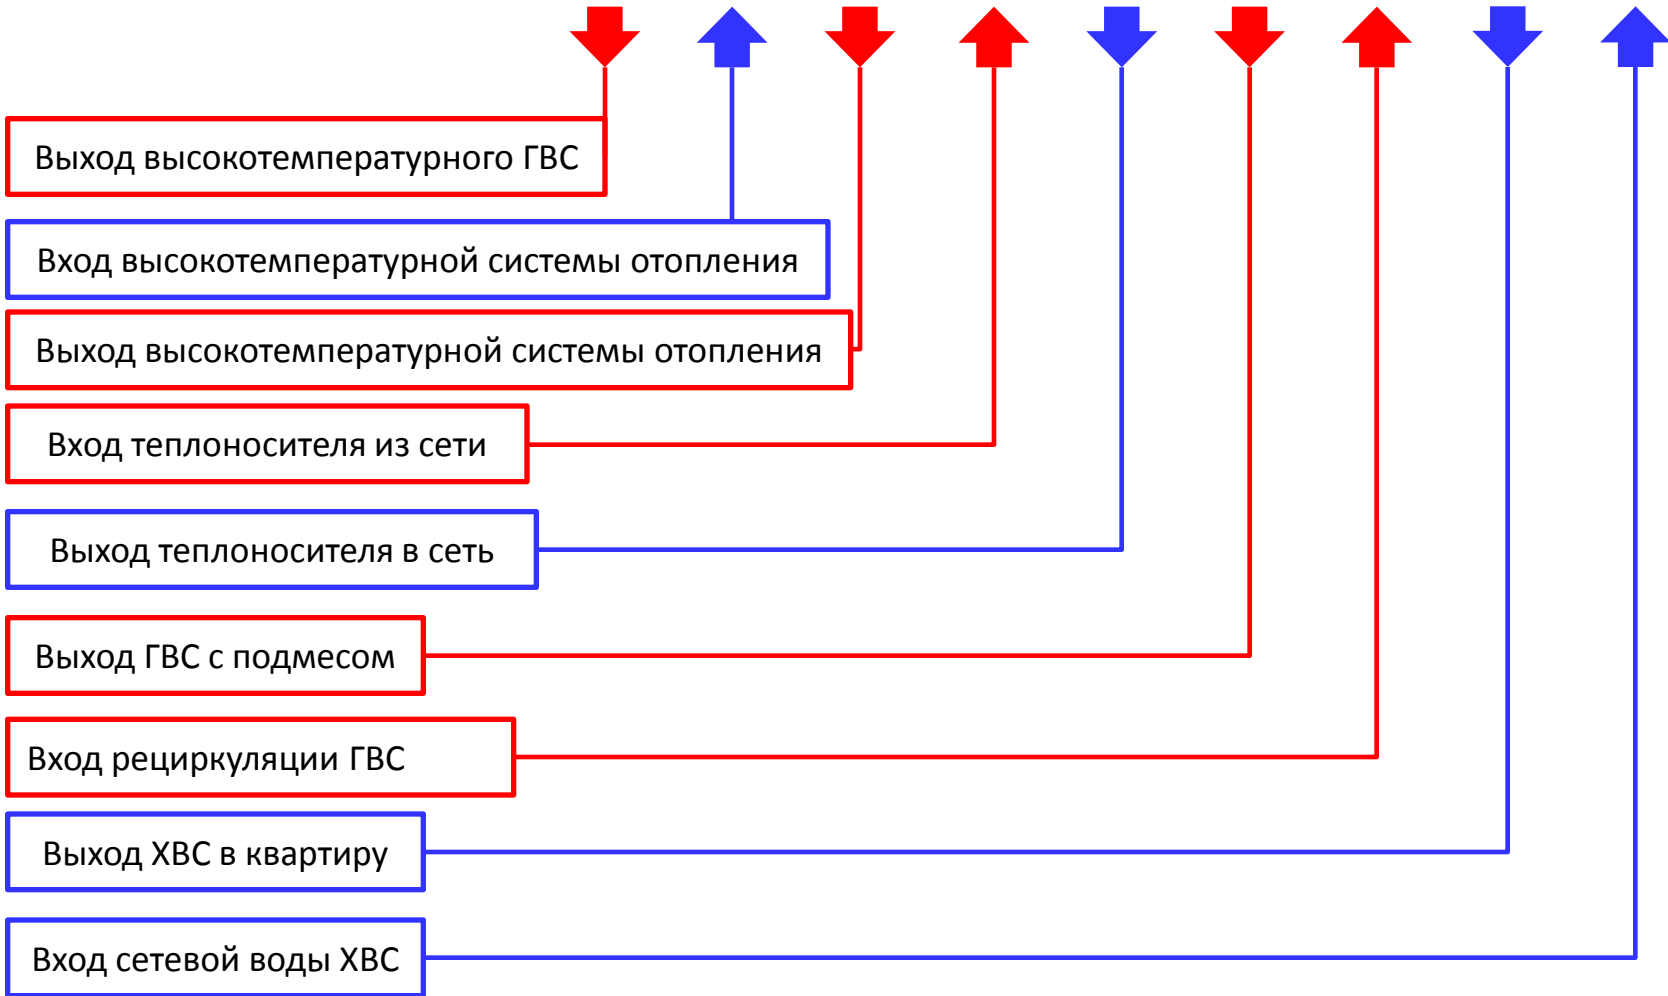 Выход высокотемпературного ГВС
Вход высокотемпературной системы отопления
Выход высокотемпературной системы отопления
Вход теплоносителя из сети
Выход теплоносителя в сеть
Выход ГВС с подмесом
Вход рециркуляции ГВС
Выход ХВС в квартиру
Вход сетевой воды ХВС